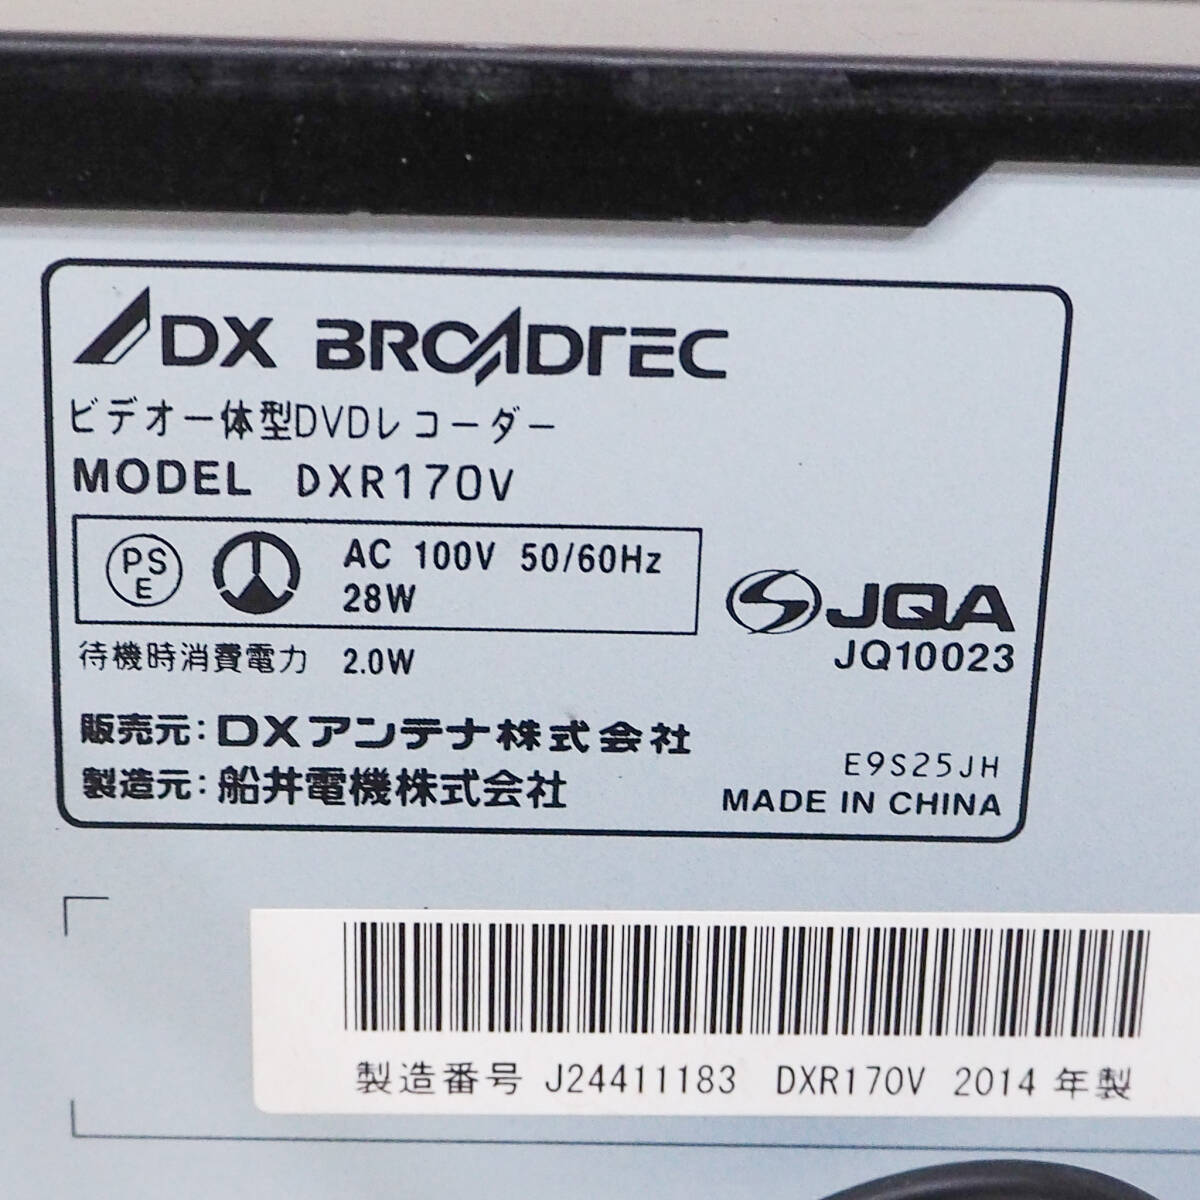 DX BROADTEC
ビデオ一体型DVDレコーダー
MODEL DXR170V
PSE
AC 100V 50/60Hz
28W
待機時消費電力 2.0W
JQA
JQ10023
販売元:DXアンテナ株式会社
製造元:船井電機株式会社
E9S25JH
MADE IN CHINA
製造番号 J24411183 DXR170V 2014 年製